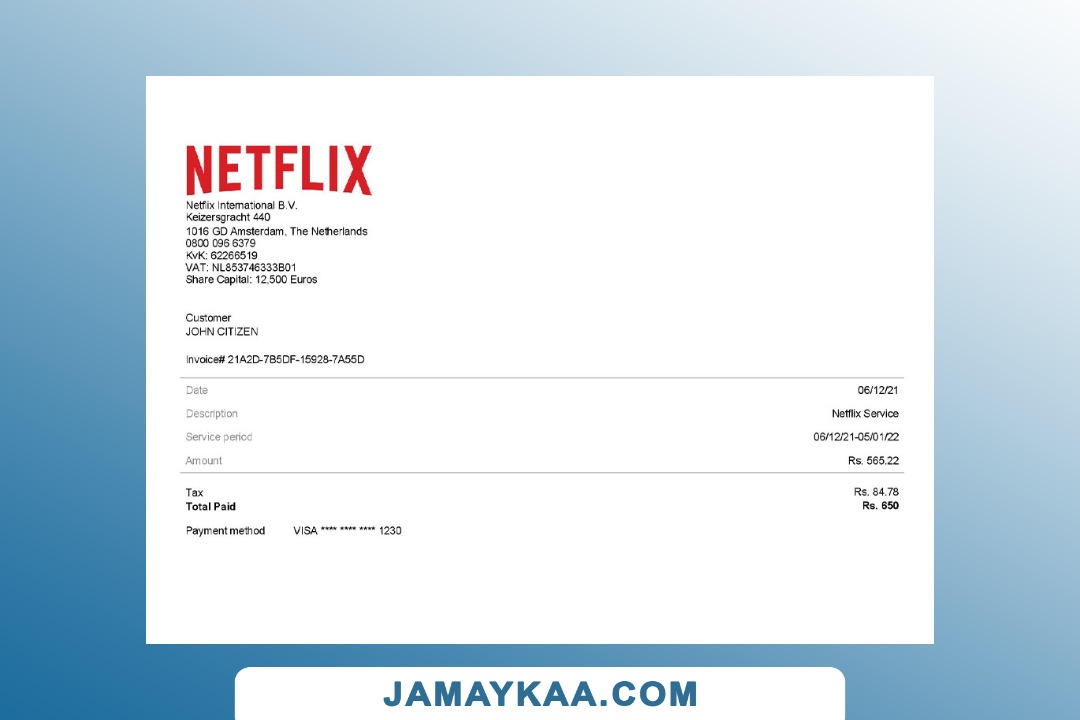 NETFLIX
Netflix International B.V.
Keizersgracht 440
1016 GD Amsterdam, The Netherlands
0800 096 6379
KvK: 62266519
VAT: NL853746333B01
Share Capital: 12,500 Euros
Customer
JOHN CITIZEN
Invoice# 21A2D-7B5DF-15928-7A55D
Date 06/12/21
Description Netflix Service
Service period 06/12/21-05/01/22
Amount Rs. 565.22
Tax Rs. 84.78
Total Paid Rs. 650
Payment method VISA **** **** **** 1230
JAMAYKAA.COM